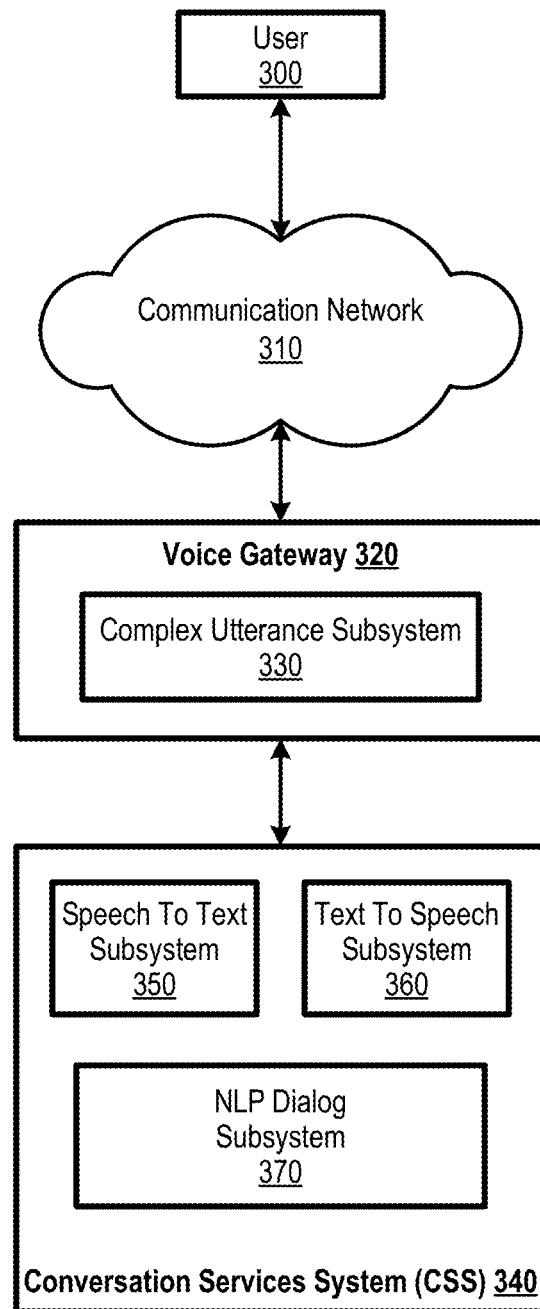 User
300
Communication Network
310
Voice Gateway 320
Complex Utterance Subsystem
330
Speech To Text
Subsystem
350
Text To Speech
Subsystem
360
NLP Dialog
Subsystem
370
Conversation Services System (CSS) 340